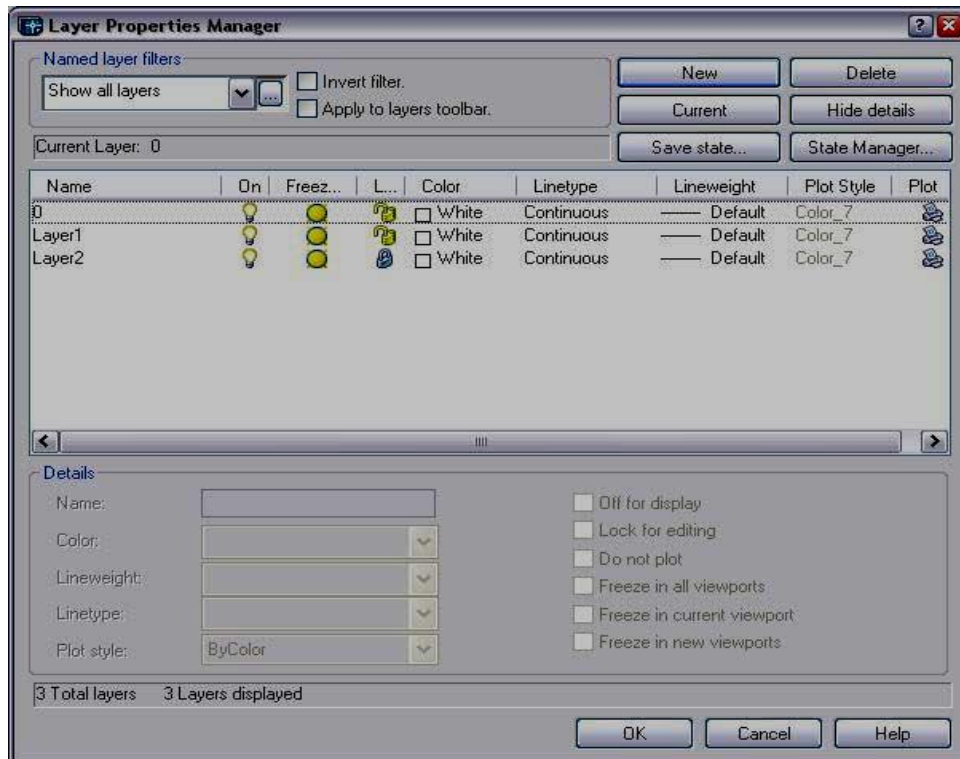 Layer Properties Manager
Named layer filters
Show all layers
...
Invert filter.
Apply to layers toolbar.
New
Delete
Current
Hide details
Current Layer: 0
Save state...
State Manager...
Name On Freez... L... Color Linetype Lineweight Plot Style Plot
0 White Continuous Default Color_7
Layer1 White Continuous Default Color_7
Layer2 White Continuous Default Color_7
Details
Name:
Color:
Lineweight:
Linetype:
Plot style: ByColor
Off for display
Lock for editing
Do not plot
Freeze in all viewports
Freeze in current viewport
Freeze in new viewports
3 Total layers 3 Layers displayed
OK
Cancel
Help